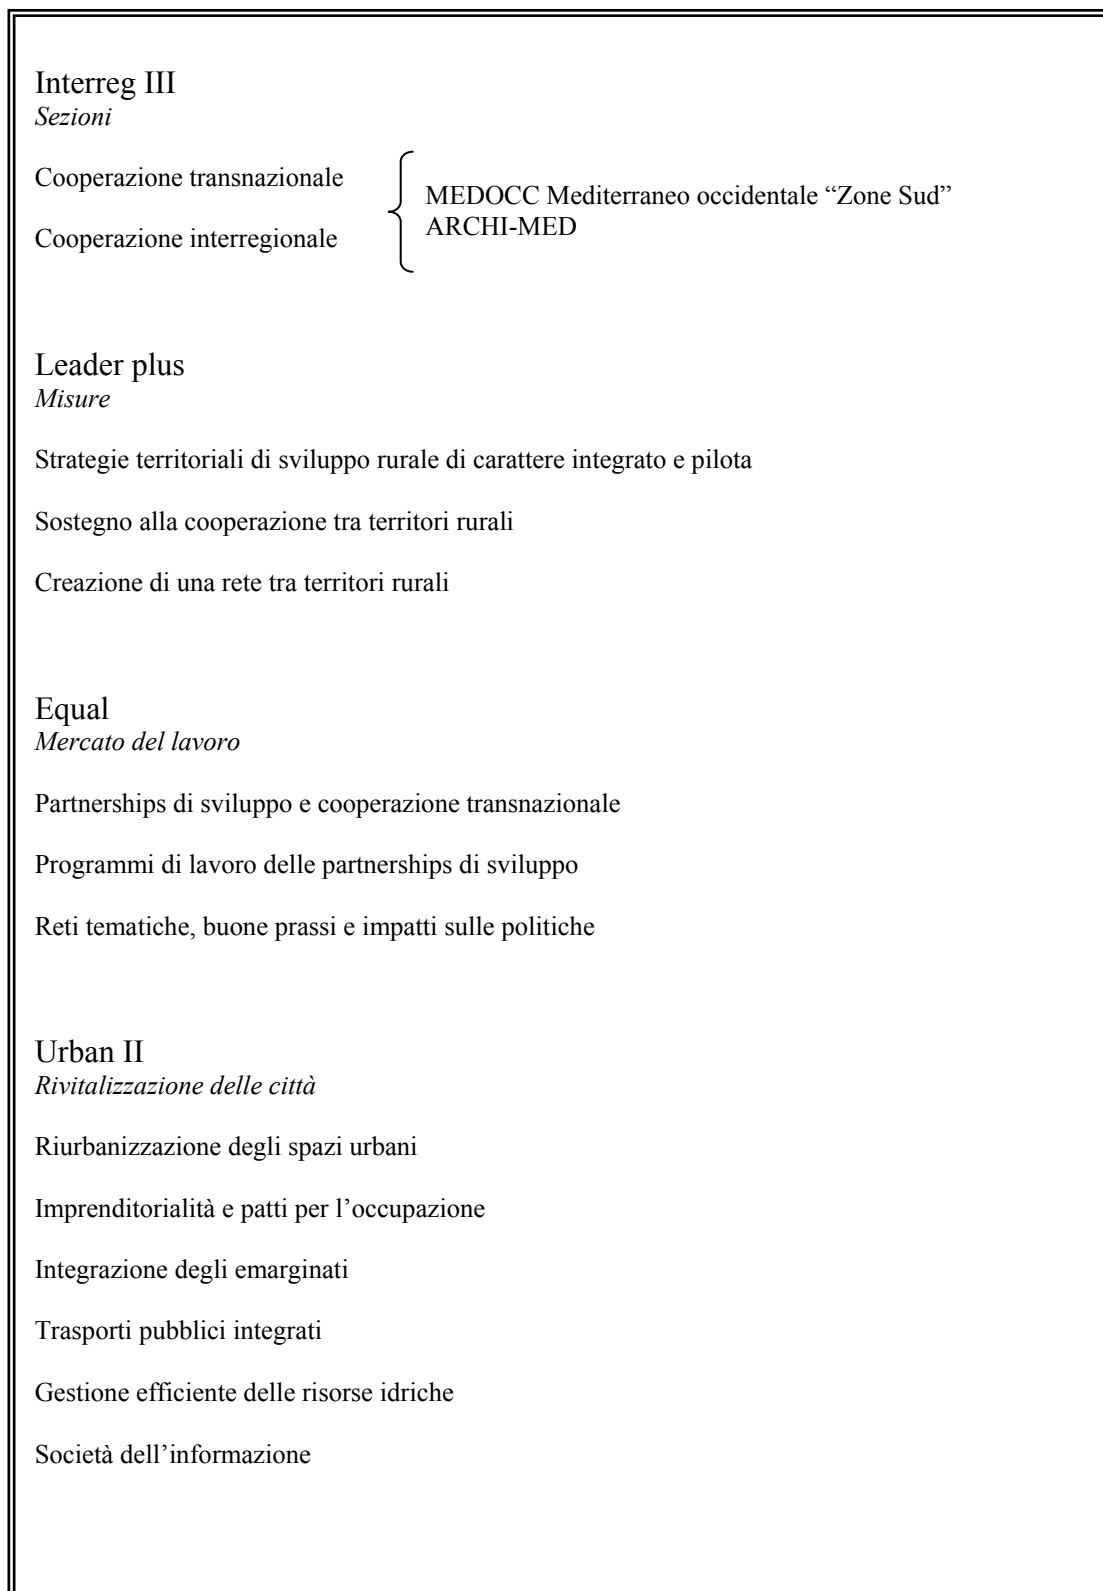 Interreg III
Sezioni
Cooperazione transnazionale
Cooperazione interregionale
MEDOCC Mediterraneo occidentale “Zone Sud”
ARCHI-MED
Leader plus
Misure
Strategie territoriali di sviluppo rurale di carattere integrato e pilota
Sostegno alla cooperazione tra territori rurali
Creazione di una rete tra territori rurali
Equal
Mercato del lavoro
Partnerships di sviluppo e cooperazione transnazionale
Programmi di lavoro delle partnerships di sviluppo
Reti tematiche, buone prassi e impatti sulle politiche
Urban II
Rivitalizzazione delle città
Riurbanizzazione degli spazi urbani
Imprenditorialità e patti per l’occupazione
Integrazione degli emarginati
Trasporti pubblici integrati
Gestione efficiente delle risorse idriche
Società dell’informazione